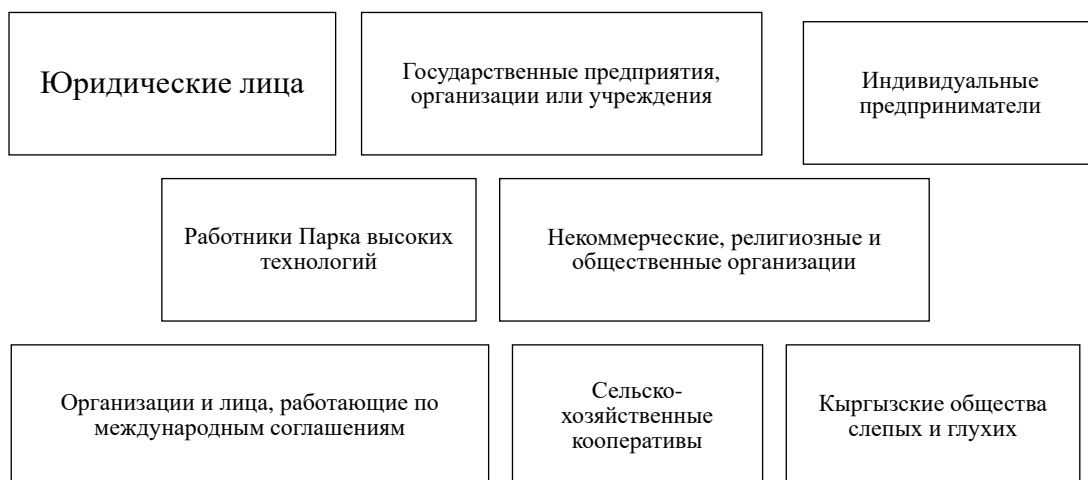 Юридические лица
Государственные предприятия,
организации или учреждения
Индивидуальные
предприниматели
Работники Парка высоких
технологий
Некоммерческие, религиозные и
общественные организации
Организации и лица, работающие по
международным соглашениям
Сельско-
хозяйственные
кооперативы
Кыргызские общества
слепых и глухих